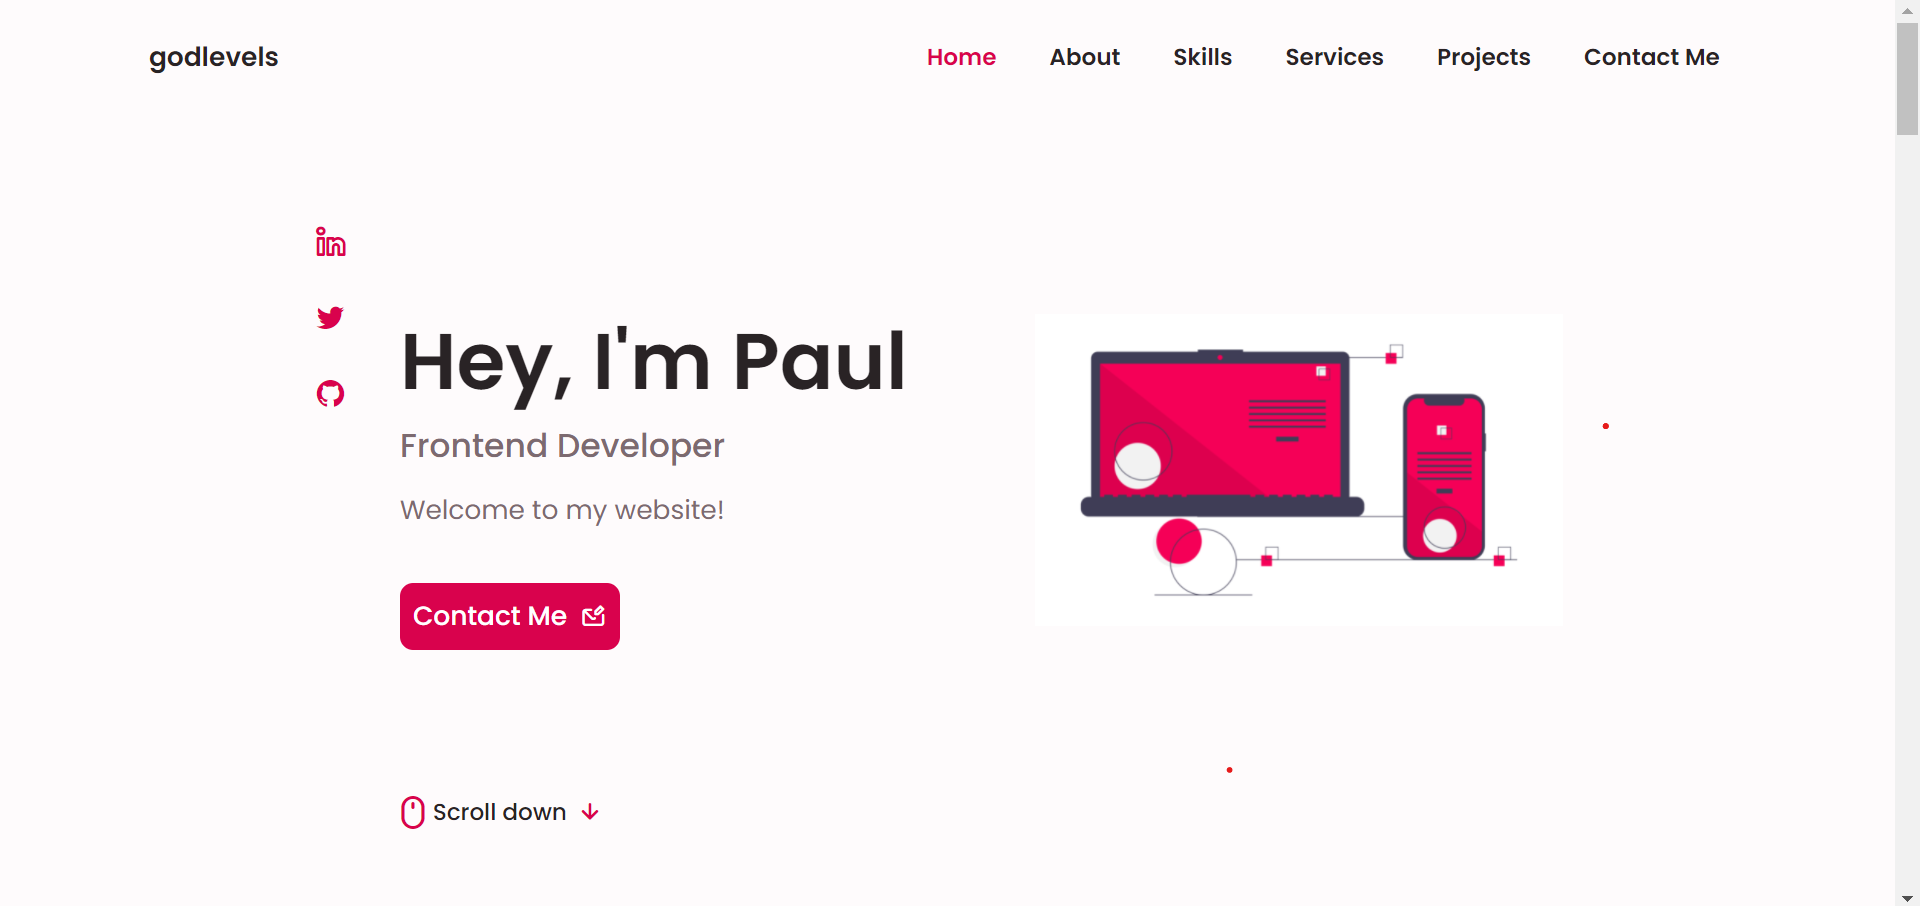 godlevels
Home About Skills Services Projects Contact Me
Hey, I'm Paul
Frontend Developer
Welcome to my website!
Contact Me
Scroll down